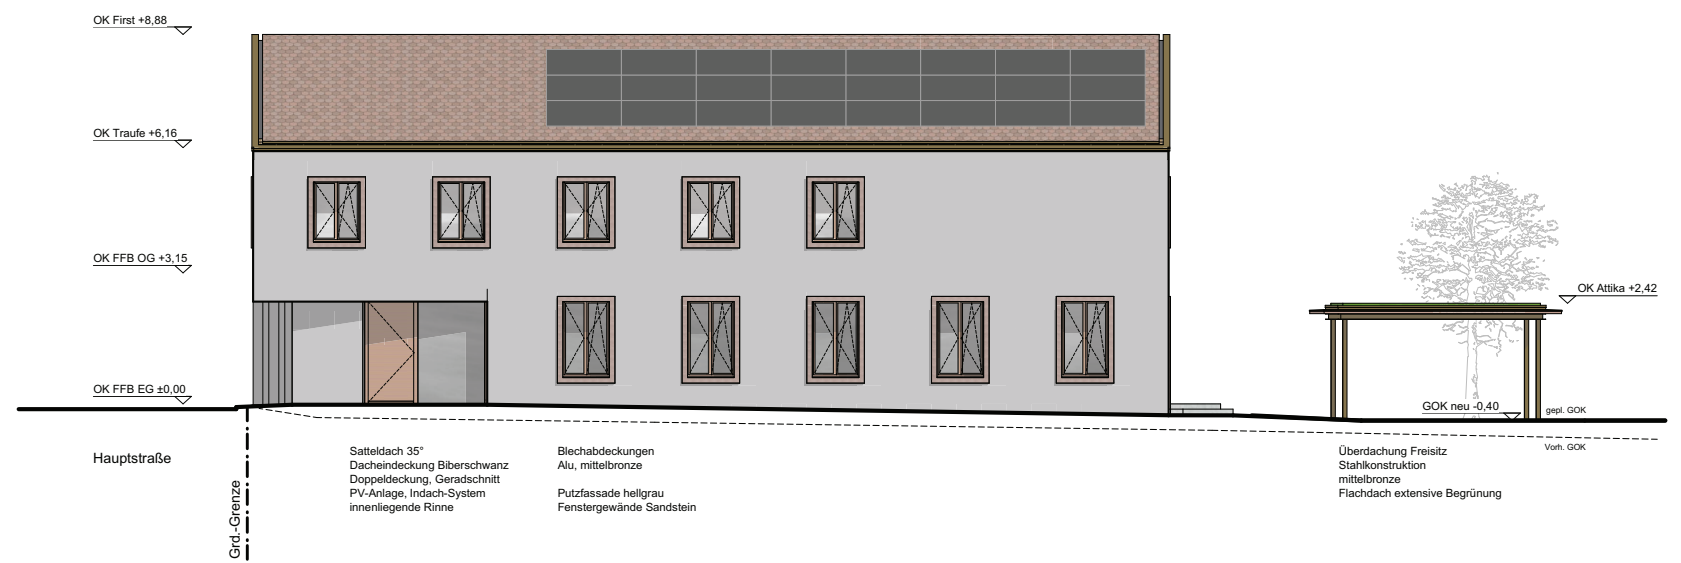 OK First +8,88
OK Traufe +6,16
OK FFB OG +3,15
OK Attika +2,42
OK FFB EG ±0,00
GOK neu -0,40
gepl. GOK
Vorh. GOK
Hauptstraße
Grd.-Grenze
Satteldach 35°
Dacheindeckung Biberschwanz
Doppeldeckung, Geradschnitt
PV-Anlage, Indach-System
innenliegende Rinne
Blechabdeckungen
Alu, mittelbronze
Putzfassade hellgrau
Fenstergewände Sandstein
Überdachung Freisitz
Stahlkonstruktion
mittelbronze
Flachdach extensive Begrünung